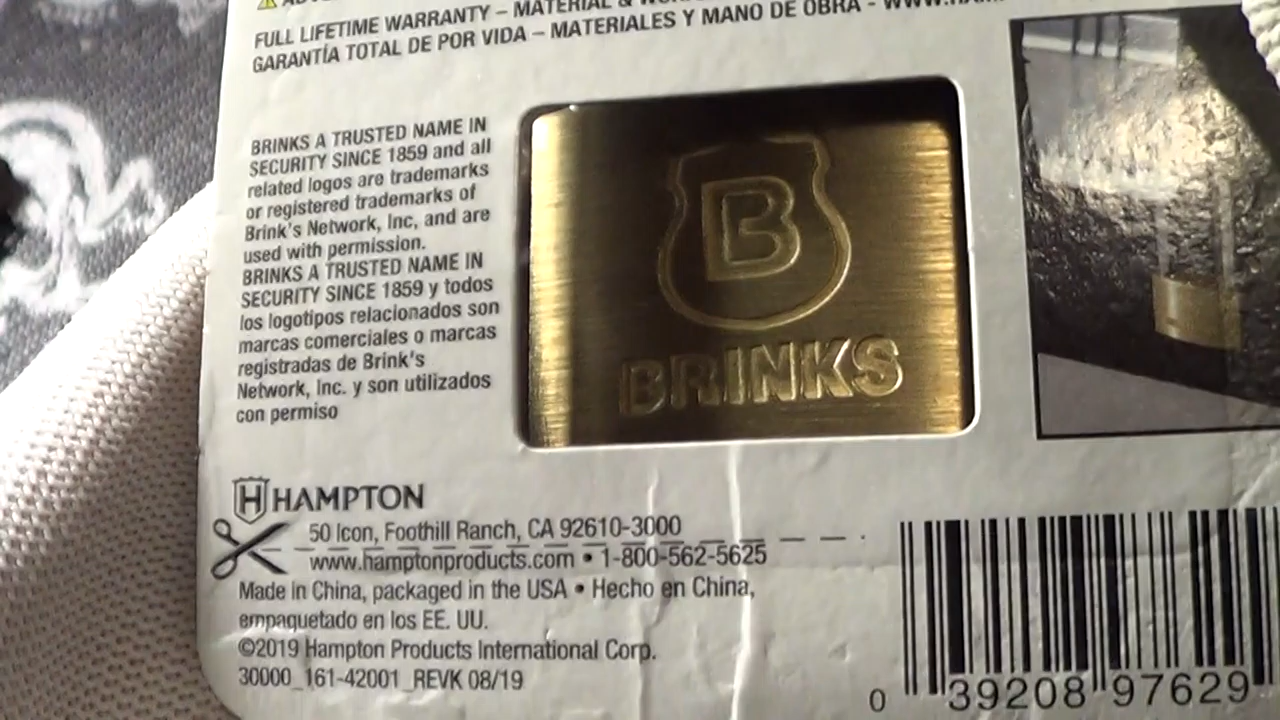 FULL LIFETIME WARRANTY – MATERIAL &
GARANTÍA TOTAL DE POR VIDA – MATERIALES Y MANO DE OBRA -
BRINKS A TRUSTED NAME IN
SECURITY SINCE 1859 and all
related logos are trademarks
or registered trademarks of
Brink's Network, Inc, and are
used with permission.
BRINKS A TRUSTED NAME IN
SECURITY SINCE 1859 y todos
los logotipos relacionados son
marcas comerciales o marcas
registradas de Brink's
Network, Inc. y son utilizados
con permiso
B
BRINKS
H HAMPTON
50 Icon, Foothill Ranch, CA 92610-3000
www.hamptonproducts.com • 1-800-562-5625
Made in China, packaged in the USA • Hecho en China,
empaquetado en los EE. UU.
©2019 Hampton Products International Corp.
30000_161-42001_REVK 08/19
0 39208 97629